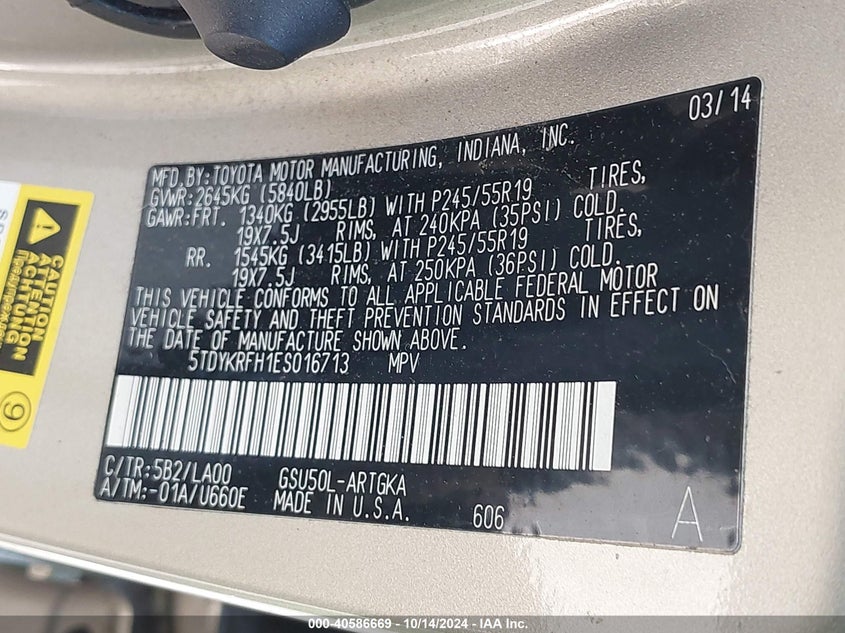 03/14
MFD. BY: TOYOTA MOTOR MANUFACTURING, INDIANA, INC.
GVWR: 2645KG (5840LB)
GAWR: FRT. 1340KG (2955LB) WITH P245/55R19 TIRES,
19X7.5J RIMS, AT 240KPA (35PSI) COLD.
RR. 1545KG (3415LB) WITH P245/55R19 TIRES,
19X7.5J RIMS, AT 250KPA (36PSI) COLD.
THIS VEHICLE CONFORMS TO ALL APPLICABLE FEDERAL MOTOR
VEHICLE SAFETY AND THEFT PREVENTION STANDARDS IN EFFECT ON
THE DATE OF MANUFACTURE SHOWN ABOVE.
5TDYKRFH1ES016713 MPV
C/TR: 5B2/LA00 GSU50L-ARTGKA
A/TM: -01A/U660E MADE IN U.S.A. 606
A
CAUTION
ATTENTION
ACHTUNG
9
000-40586669 - 10/14/2024 - IAA Inc.